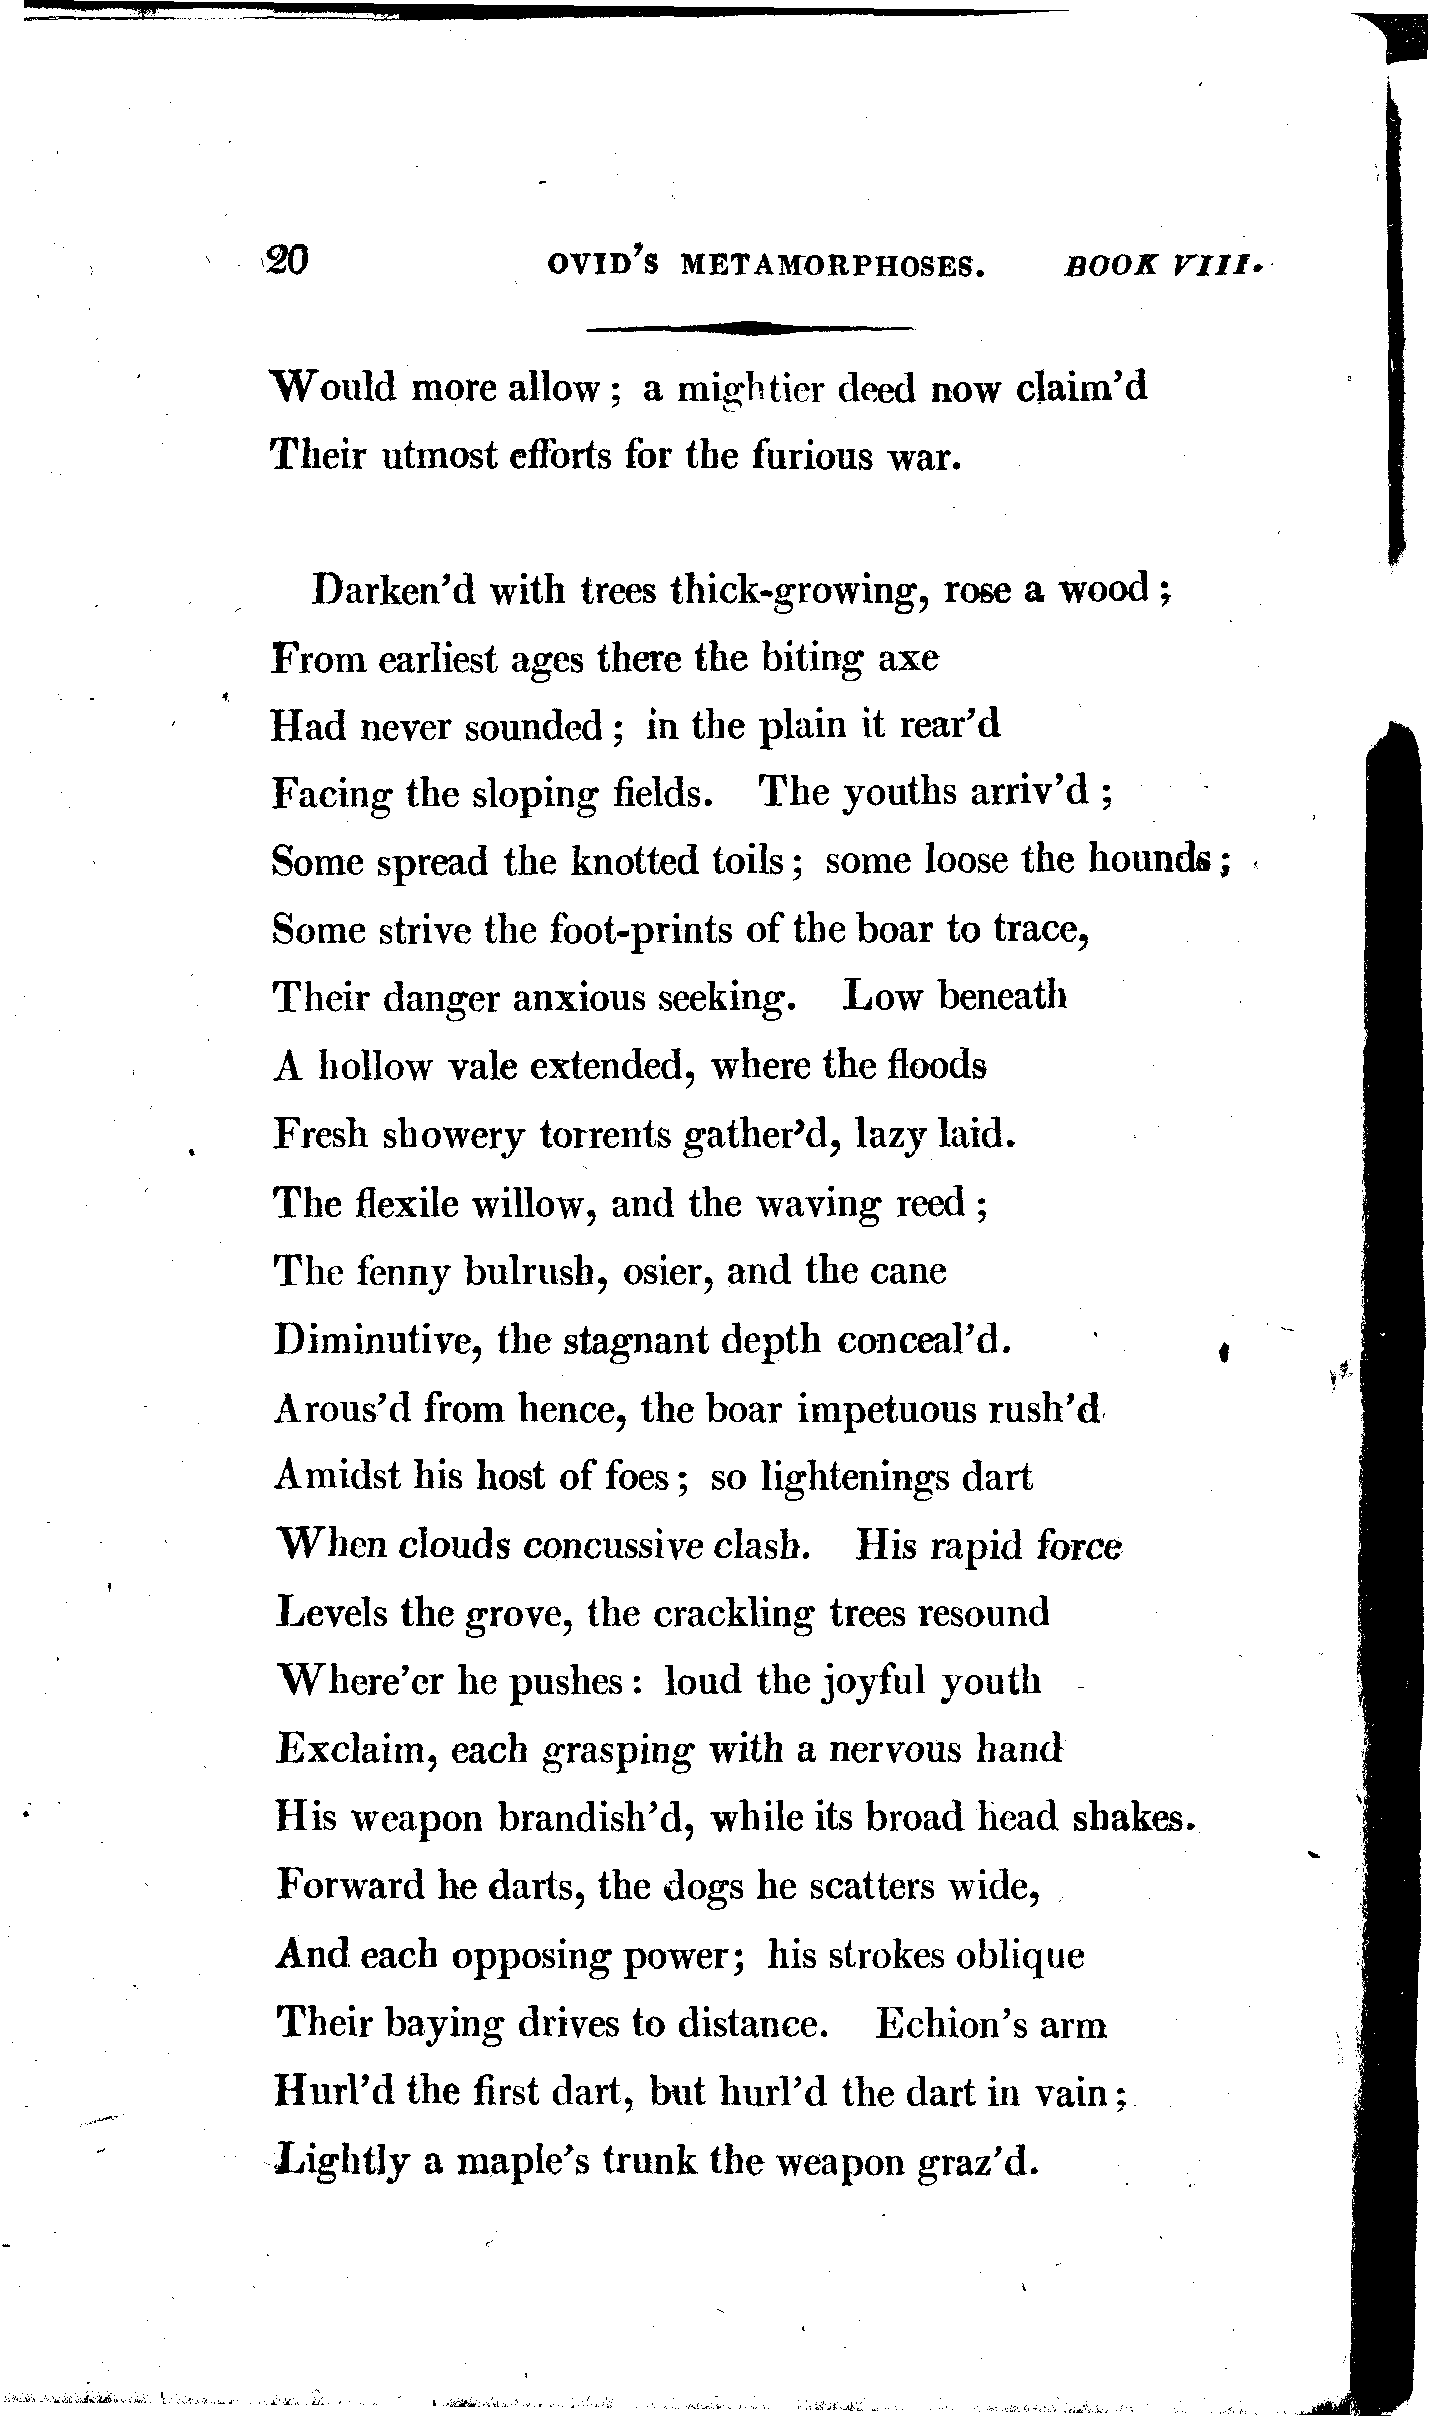 20 OVID'S METAMORPHOSES. BOOK VIII.
Would more allow; a mightier deed now claim'd
Their utmost efforts for the furious war.
Darken'd with trees thick-growing, rose a wood;
From earliest ages there the biting axe
Had never sounded; in the plain it rear'd
Facing the sloping fields. The youths arriv'd;
Some spread the knotted toils; some loose the hounds;
Some strive the foot-prints of the boar to trace,
Their danger anxious seeking. Low beneath
A hollow vale extended, where the floods
Fresh showery torrents gather'd, lazy laid.
The flexile willow, and the waving reed;
The fenny bulrush, osier, and the cane
Diminutive, the stagnant depth conceal'd.
Arous'd from hence, the boar impetuous rush'd
Amidst his host of foes; so lightenings dart
When clouds concussive clash. His rapid force
Levels the grove, the crackling trees resound
Where'er he pushes: loud the joyful youth
Exclaim, each grasping with a nervous hand
His weapon brandish'd, while its broad head shakes.
Forward he darts, the dogs he scatters wide,
And each opposing power; his strokes oblique
Their baying drives to distance. Echion's arm
Hurl'd the first dart, but hurl'd the dart in vain;
Lightly a maple's trunk the weapon graz'd.